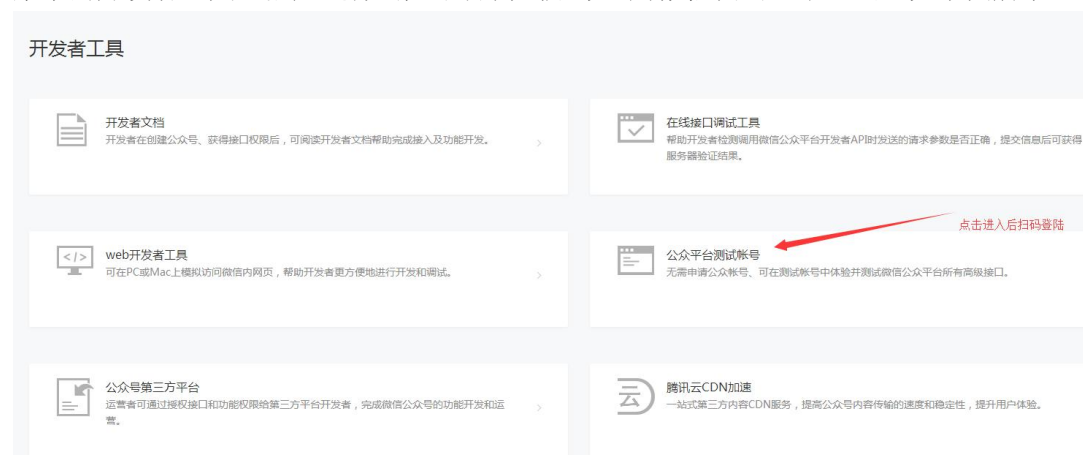 开发者工具
开发者文档
开发者在创建公众号、获得接口权限后，可阅读开发者文档帮助完成接入及功能开发。
在线接口调试工具
帮助开发者检测调用微信公众平台开发者API时发送的请求参数是否正确，提交信息后可获得
服务器验证结果。
点击进入后扫码登陆
web开发者工具
可在PC或Mac上模拟访问微信内网页，帮助开发者更方便地进行开发和调试。
公众平台测试帐号
无需申请公众帐号、可在测试帐号中体验并测试微信公众平台所有高级接口。
公众号第三方平台
运营者可通过授权接口和功能权限给第三方平台开发者，完成微信公众号的功能开发和运
营。
云
腾讯云CDN加速
一站式第三方内容CDN服务，提高公众号内容传输的速度和稳定性，提升用户体验。